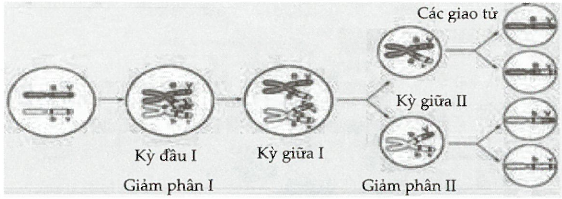 Các giao tử
Kỳ giữa II
Kỳ đầu I
Kỳ giữa I
Giảm phân I
Giảm phân II